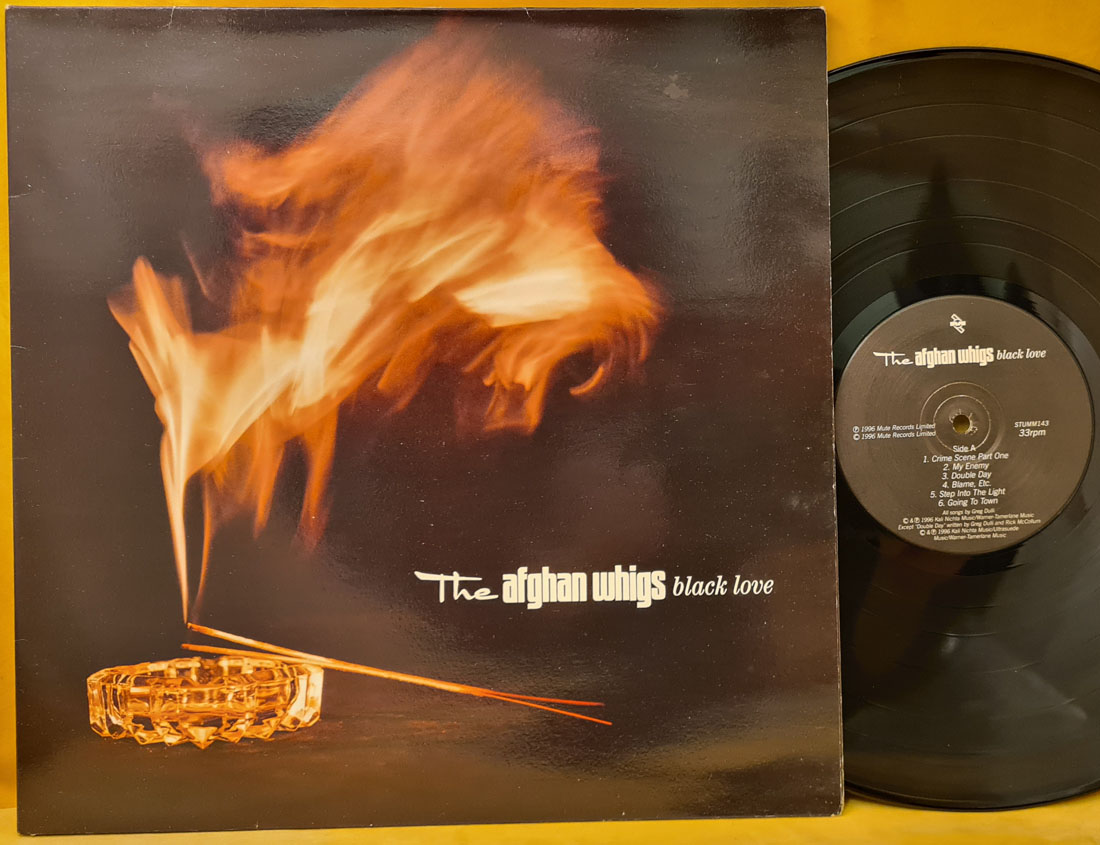 The afghan whigs black love
mute
The afghan whigs black love
℗ 1996 Mute Records Limited
© 1996 Mute Records Limited
STUMM143
33rpm
Side A
1. Crime Scene Part One
2. My Enemy
3. Double Day
4. Blame, Etc.
5. Step Into The Light
6. Going To Town
All songs by Greg Dulli
© & ℗ 1996 Kali Nichta Music/Warner-Tamerlane Music
Except 'Double Day' written by Greg Dulli and Rick McCollum
© & ℗ 1996 Kali Nichta Music/Ultrasuede
Music/Warner-Tamerlane Music